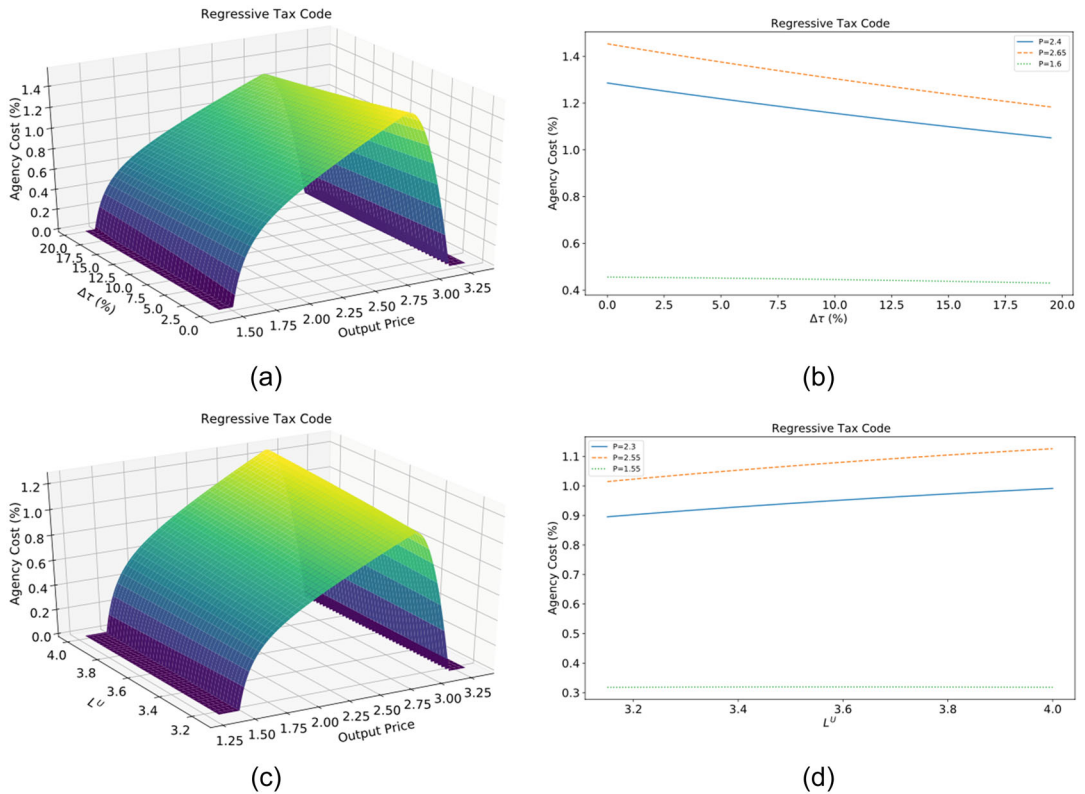 Regressive Tax Code
Agency Cost (%)
1.4
1.2
1.0
0.8
0.6
0.4
0.2
0.0
20.0
17.5
15.0
12.5
10.0
7.5
5.0
2.5
0.0
Δτ (%)
1.50
1.75
2.00
2.25
2.50
2.75
3.00
3.25
Output Price
(a)
Regressive Tax Code
P=2.4
P=2.65
P=1.6
Agency Cost (%)
1.4
1.2
1.0
0.8
0.6
0.4
0.0 2.5 5.0 7.5 10.0 12.5 15.0 17.5 20.0
Δτ (%)
(b)
Regressive Tax Code
Agency Cost (%)
1.2
1.0
0.8
0.6
0.4
0.2
0.0
4.0
3.8
3.6
3.4
3.2
L^U
1.25
1.50
1.75
2.00
2.25
2.50
2.75
3.00
3.25
Output Price
(c)
Regressive Tax Code
P=2.3
P=2.55
P=1.55
Agency Cost (%)
1.1
1.0
0.9
0.8
0.7
0.6
0.5
0.4
0.3
3.2 3.4 3.6 3.8 4.0
L^U
(d)